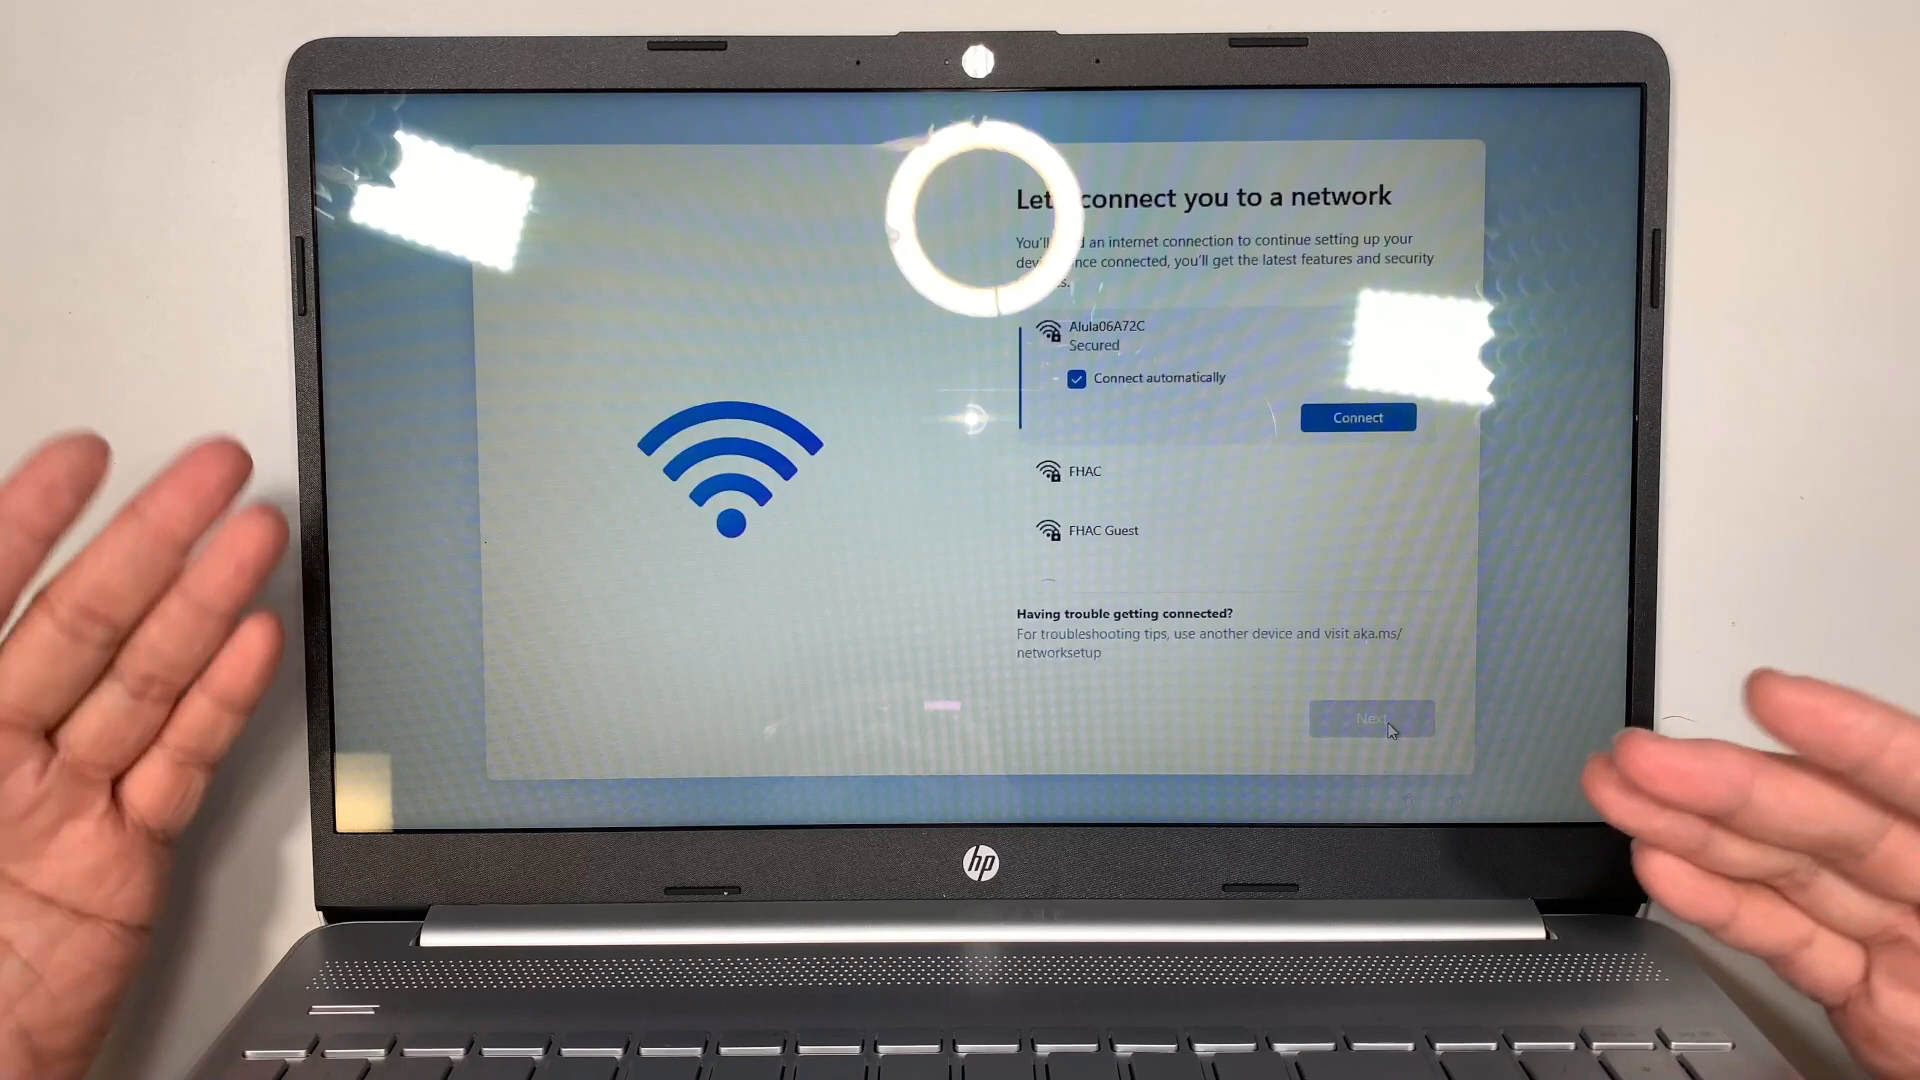 Let connect you to a network
You'll an internet connection to continue setting up your
once connected, you'll get the latest features and security
Alula06A72C
Secured
Connect automatically
Connect
FHAC
FHAC Guest
Having trouble getting connected?
For troubleshooting tips, use another device and visit aka.ms/
networksetup
Next
hp